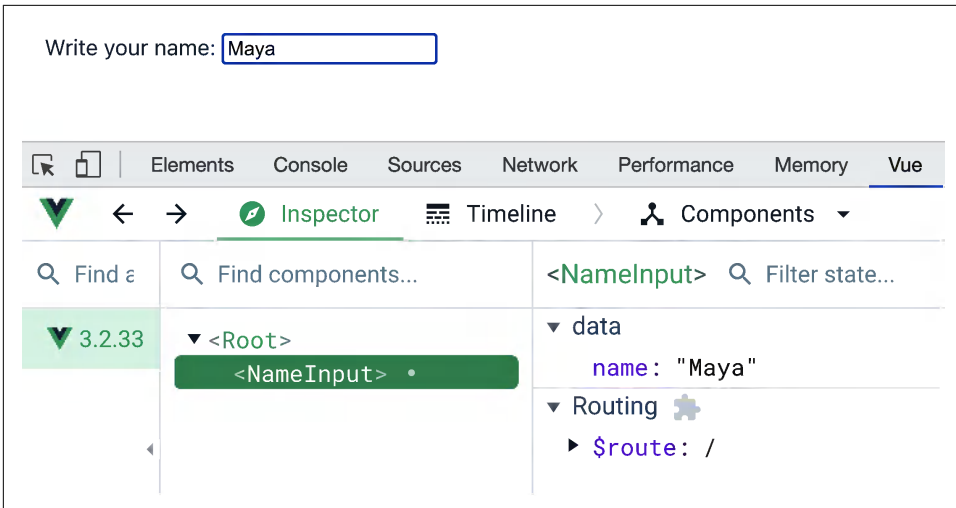 Write your name: Maya
Elements Console Sources Network Performance Memory Vue
Inspector Timeline Components
Find a Find components... <NameInput> Filter state...
3.2.33
<Root>
<NameInput>
data
name: "Maya"
Routing
$route: /